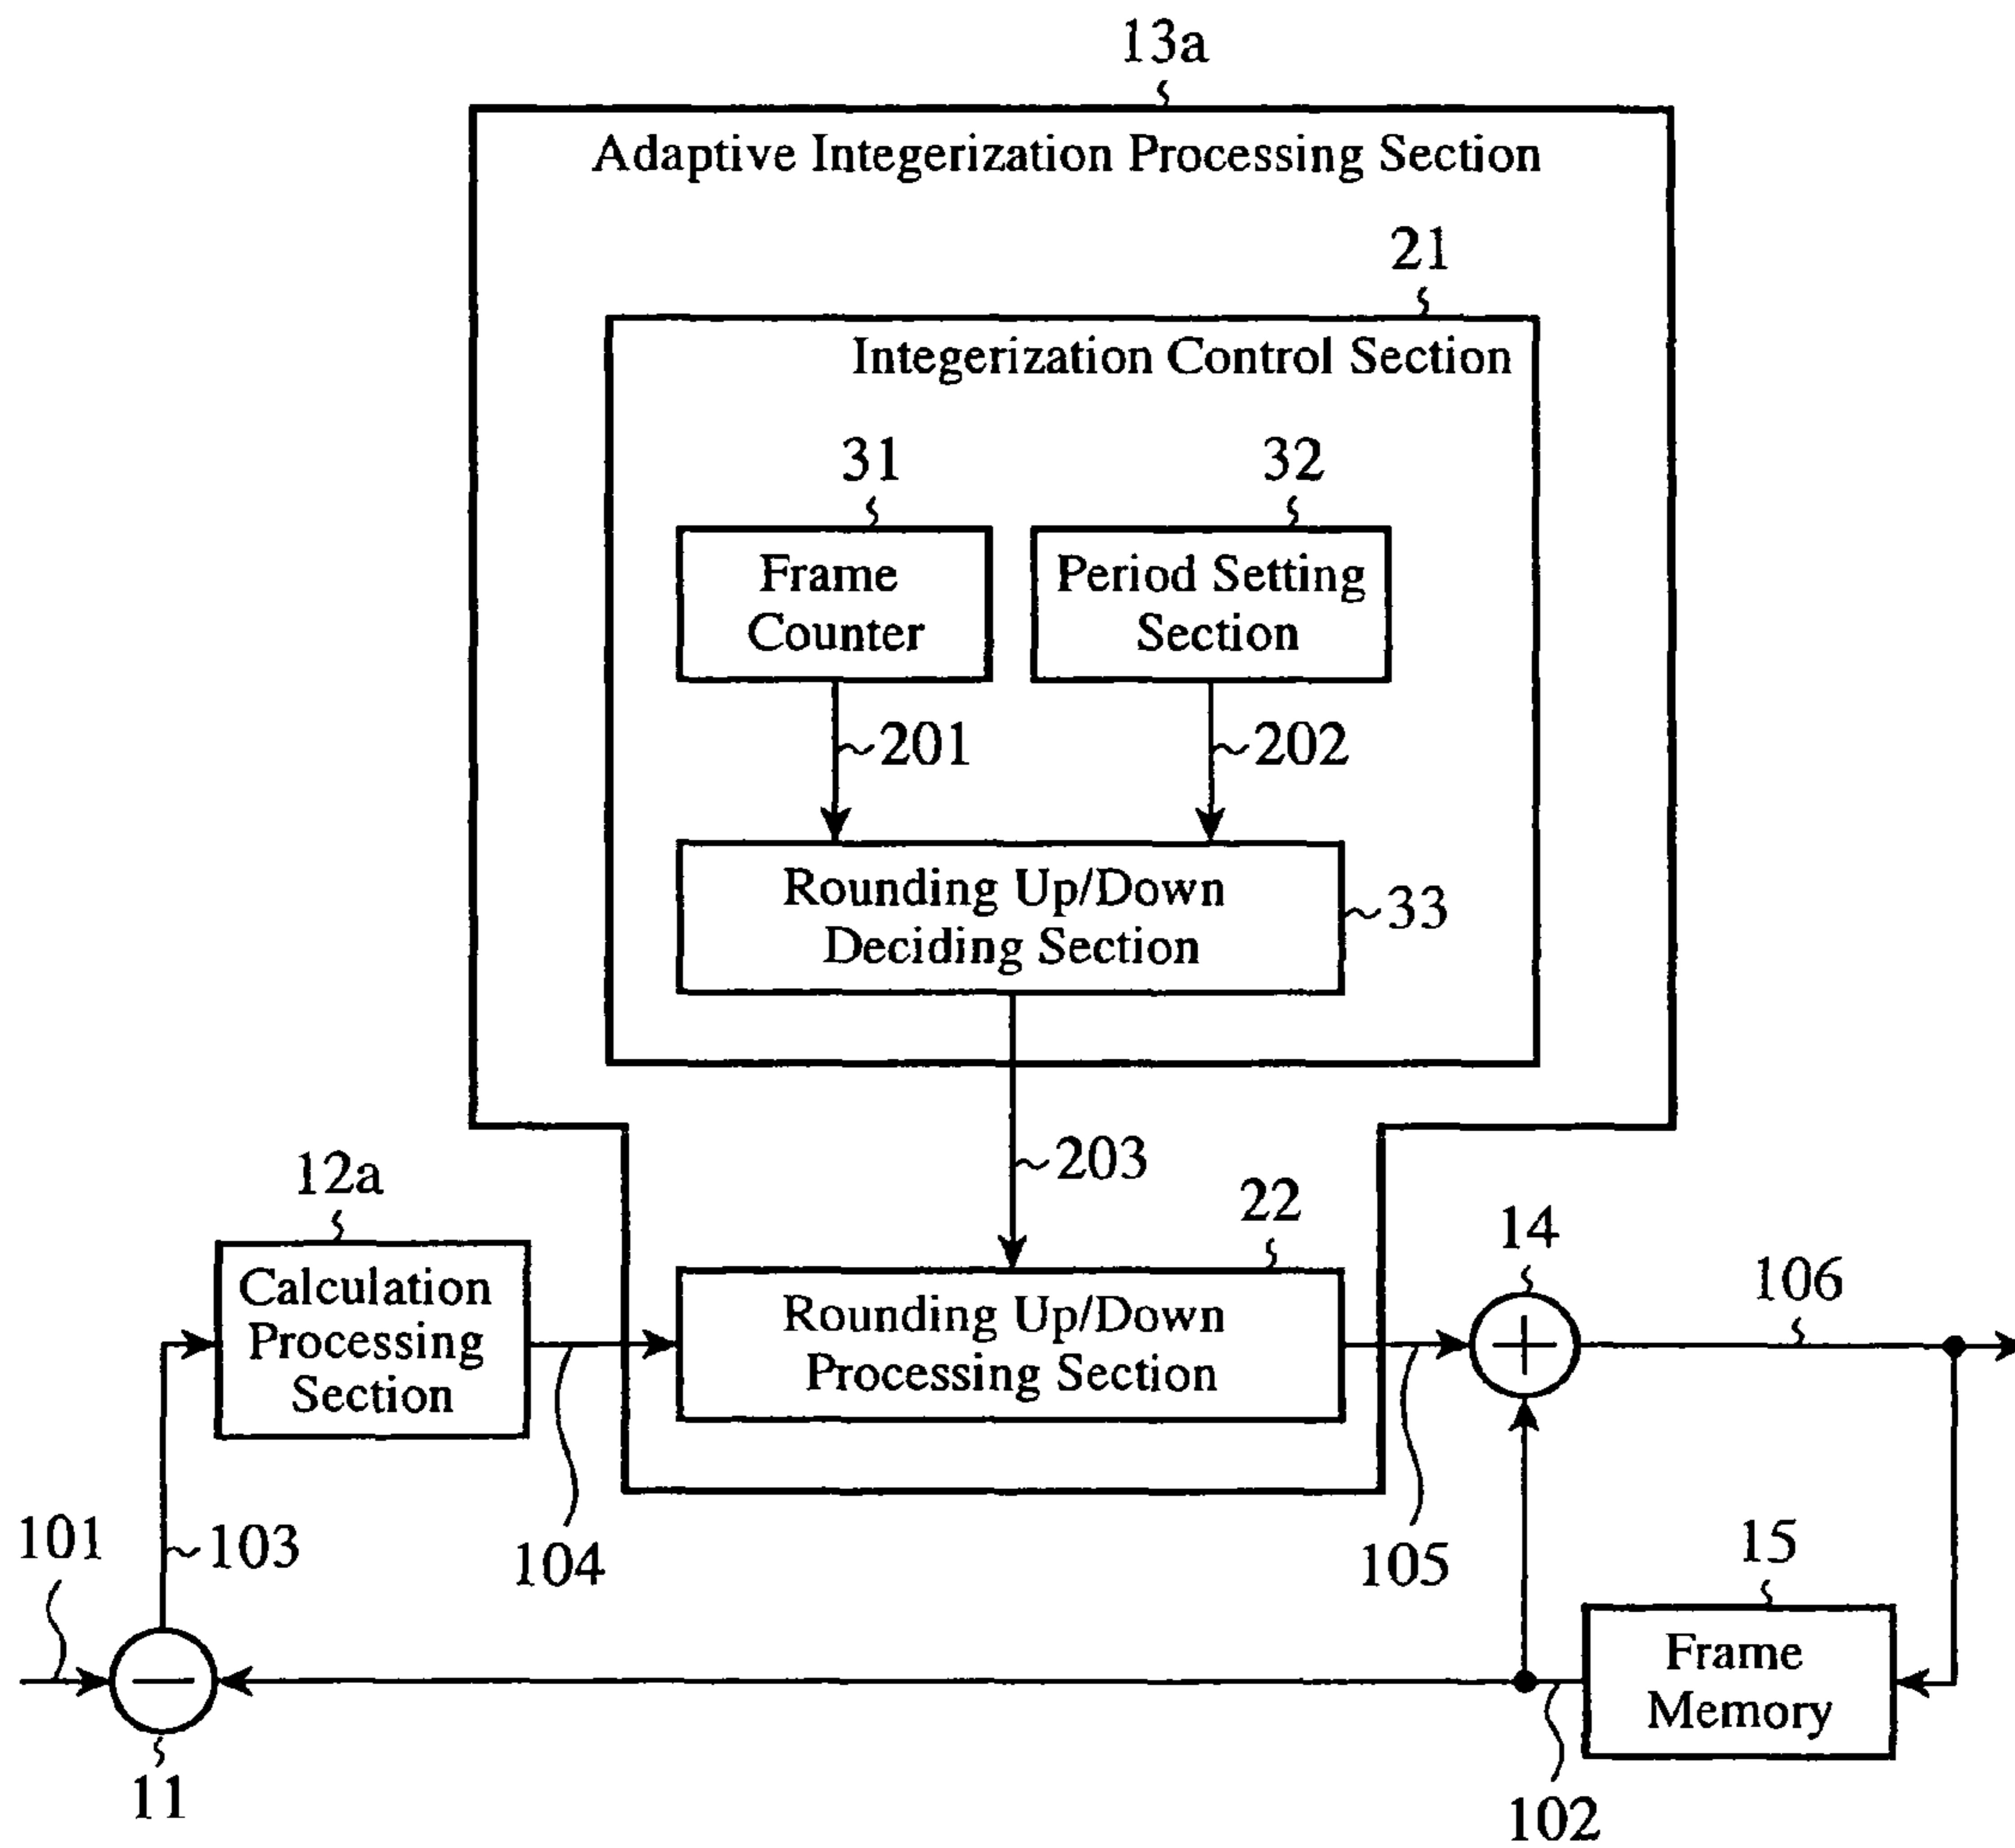 13a
Adaptive Integerization Processing Section
21
Integerization Control Section
31
32
Frame
Counter
Period Setting
Section
201
202
Rounding Up/Down
Deciding Section
33
203
12a
22
14
106
Calculation
Processing
Section
Rounding Up/Down
Processing Section
101
103
104
105
15
Frame
Memory
11
102